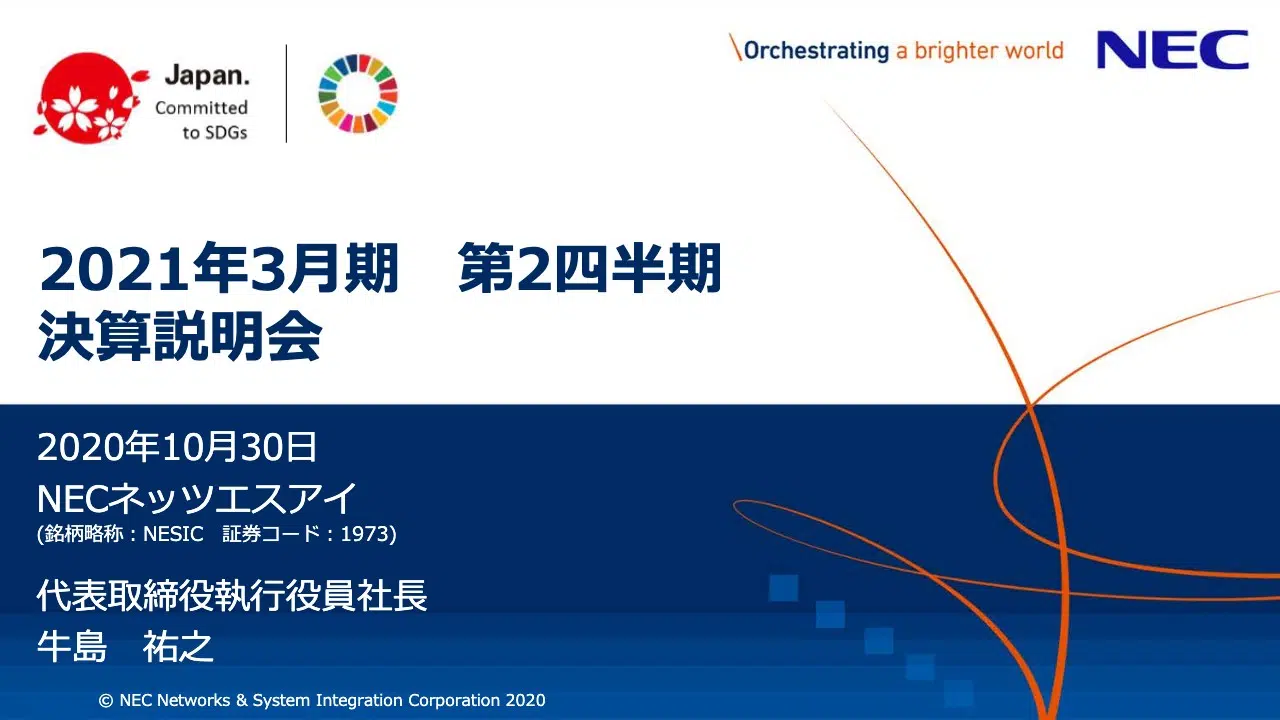 Japan.
Committed
to SDGs
\Orchestrating a brighter world
NEC
2021年3月期　第2四半期
決算説明会
2020年10月30日
NECネッツエスアイ
(銘柄略称：NESIC　証券コード：1973)
代表取締役執行役員社長
牛島　祐之
© NEC Networks & System Integration Corporation 2020